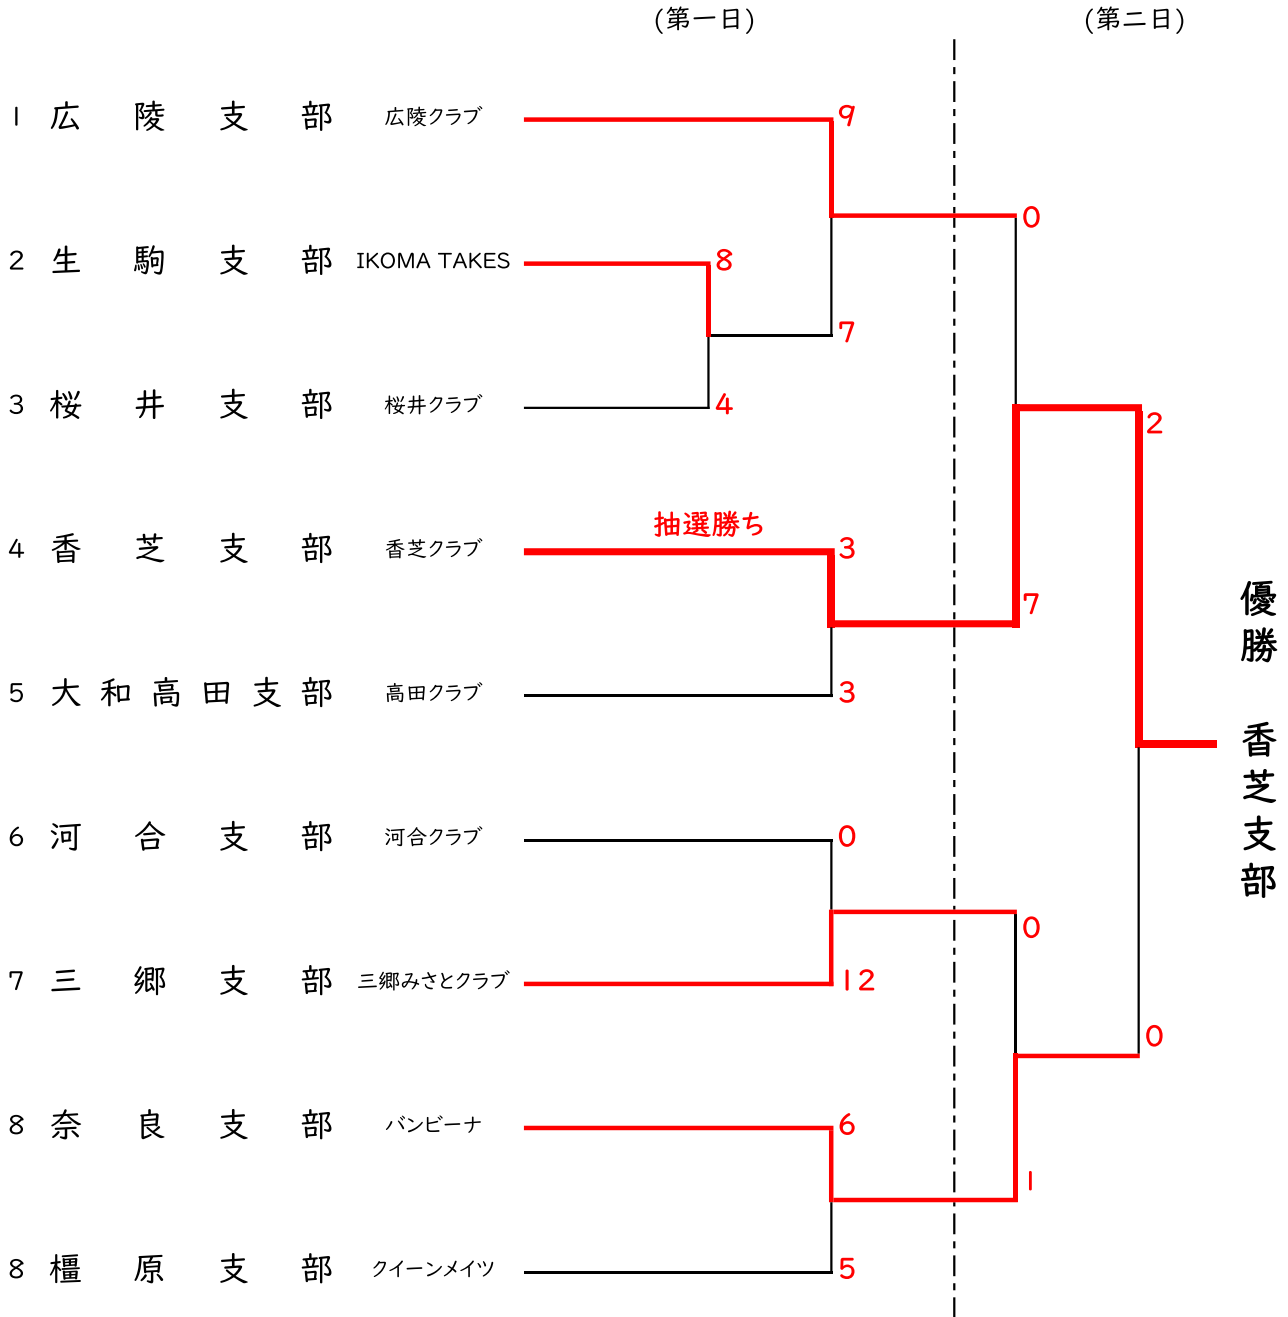 (第一日) (第二日)
1 広陵支部 広陵クラブ 9
0
2 生駒支部 IKOMA TAKES 8
7
3 桜井支部 桜井クラブ 4
2
抽選勝ち
4 香芝支部 香芝クラブ 3
7
5 大和高田支部 高田クラブ 3
優勝 香芝支部
6 河合支部 河合クラブ 0
0
7 三郷支部 三郷みさとクラブ 12
0
8 奈良支部 バンビーナ 6
1
8 橿原支部 クイーンメイツ 5